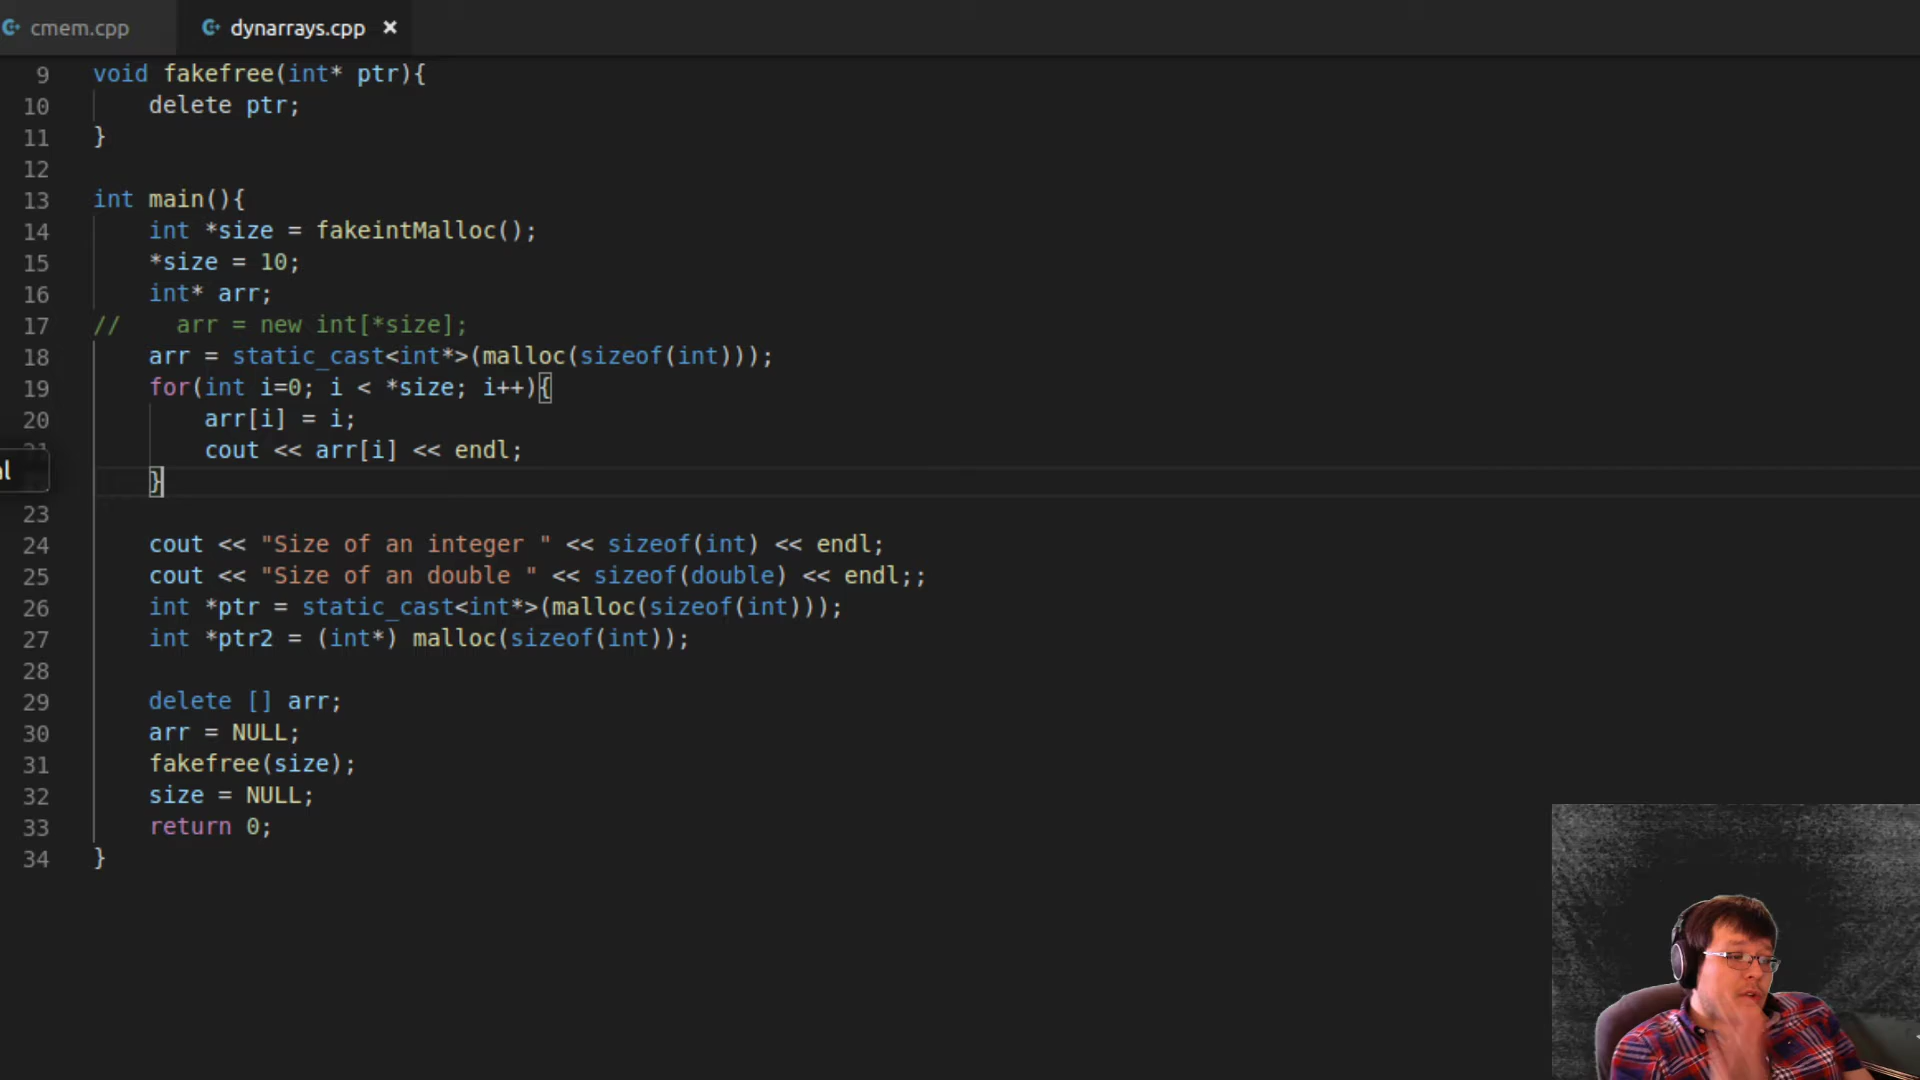 cmem.cpp
dynarrays.cpp ×
9 void fakefree(int* ptr){
10 delete ptr;
11 }
12
13 int main(){
14 int *size = fakeintMalloc();
15 *size = 10;
16 int* arr;
17 // arr = new int[*size];
18 arr = static_cast<int*>(malloc(sizeof(int)));
19 for(int i=0; i < *size; i++){
20 arr[i] = i;
cout << arr[i] << endl;
}
23
24 cout << "Size of an integer " << sizeof(int) << endl;
25 cout << "Size of an double " << sizeof(double) << endl;;
26 int *ptr = static_cast<int*>(malloc(sizeof(int)));
27 int *ptr2 = (int*) malloc(sizeof(int));
28
29 delete [] arr;
30 arr = NULL;
31 fakefree(size);
32 size = NULL;
33 return 0;
34 }